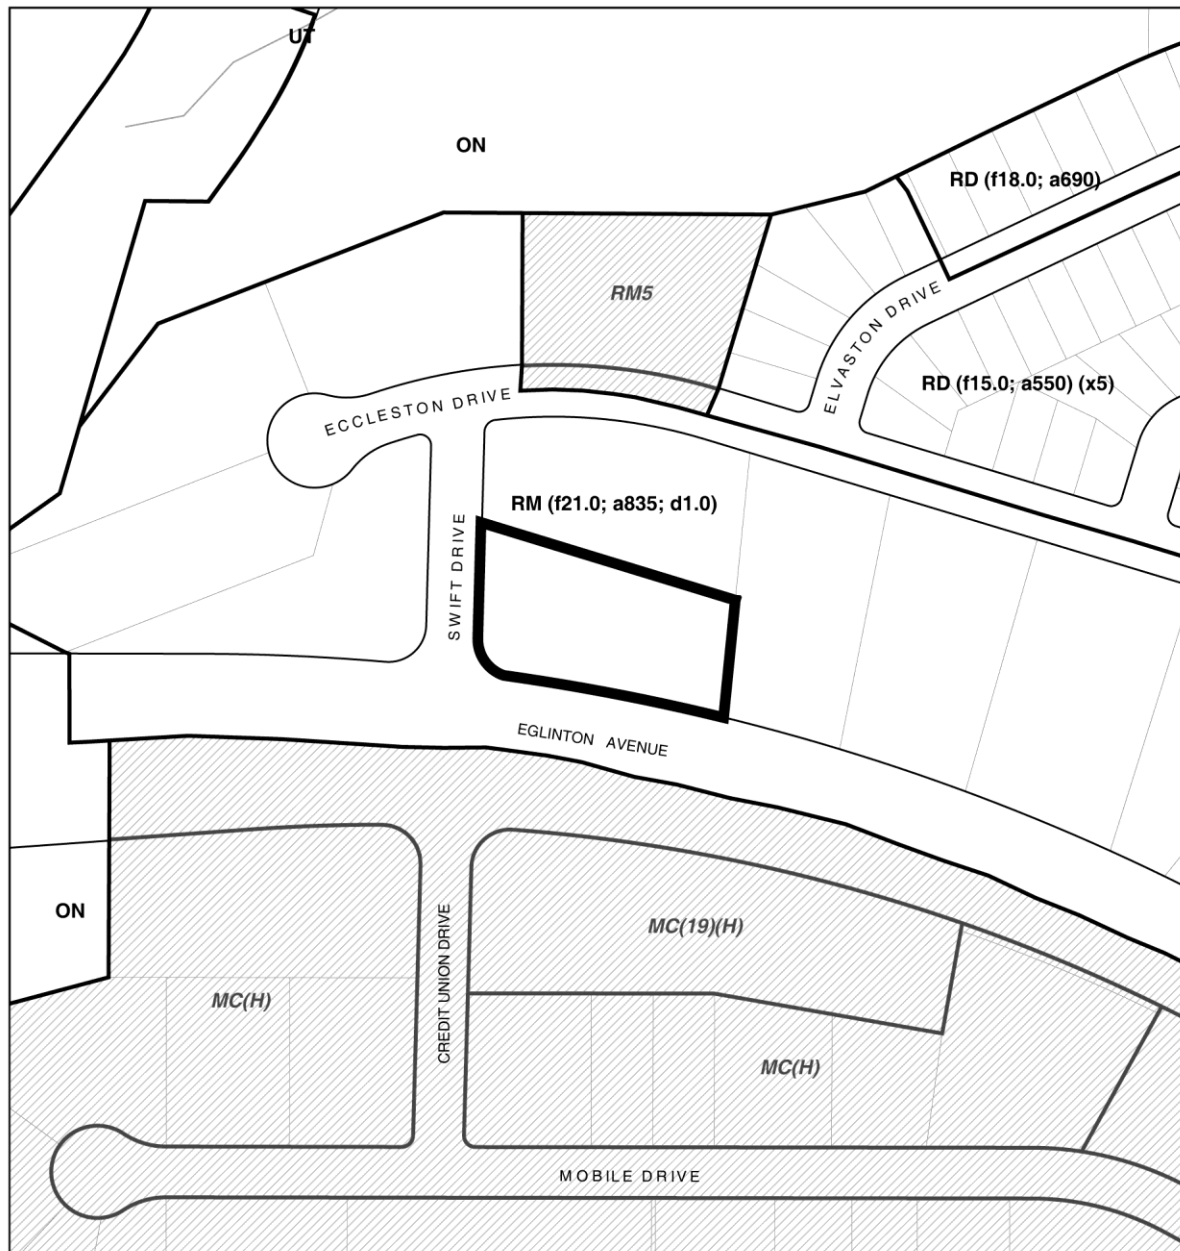 UT
ON
RD (f18.0; a690)
RM5
ELVASTON DRIVE
RD (f15.0; a550) (x5)
ECCLESTON DRIVE
RM (f21.0; a835; d1.0)
SWIFT DRIVE
EGLINTON AVENUE
ON
MC(19)(H)
CREDIT UNION DRIVE
MC(H)
MC(H)
MOBILE DRIVE